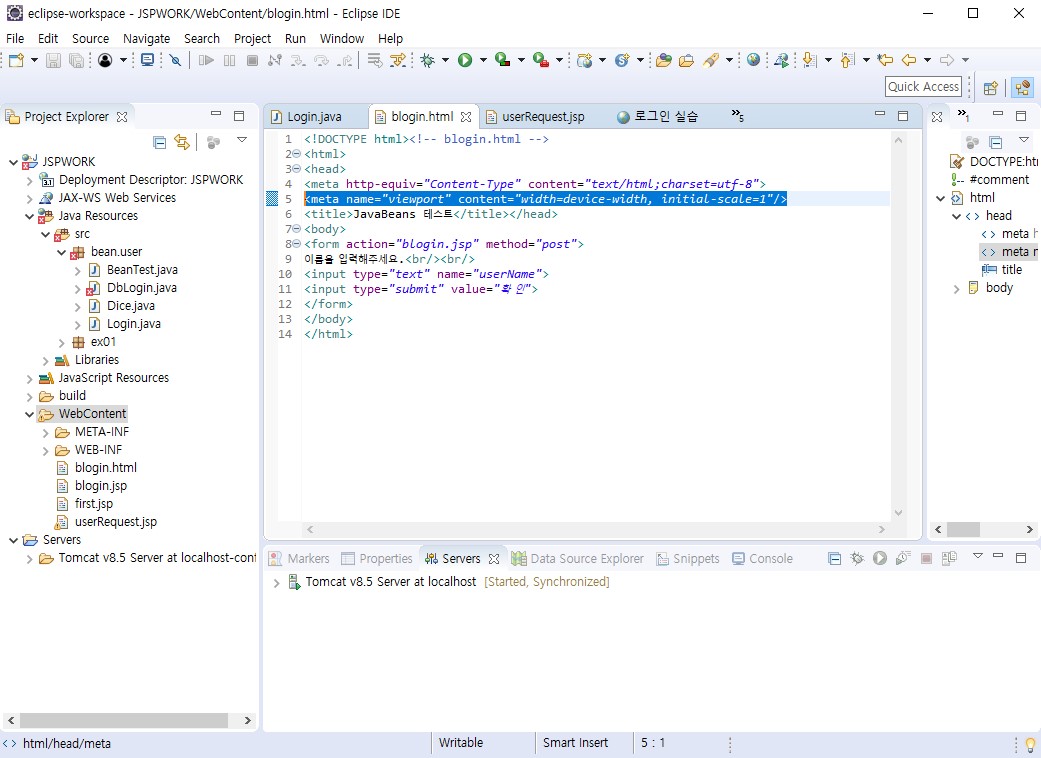 eclipse-workspace - JSPWORK/WebContent/blogin.html - Eclipse IDE
File Edit Source Navigate Search Project Run Window Help
Quick Access
Project Explorer
JSPWORK
Deployment Descriptor: JSPWORK
JAX-WS Web Services
Java Resources
src
bean.user
BeanTest.java
DbLogin.java
Dice.java
Login.java
ex01
Libraries
JavaScript Resources
build
WebContent
META-INF
WEB-INF
blogin.html
blogin.jsp
first.jsp
userRequest.jsp
Servers
Tomcat v8.5 Server at localhost-conf
Login.java blogin.html userRequest.jsp 로그인 실습 »5
1 <!DOCTYPE html><!-- blogin.html -->
2 <html>
3 <head>
4 <meta http-equiv="Content-Type" content="text/html;charset=utf-8">
5 <meta name="viewport" content="width=device-width, initial-scale=1"/>
6 <title>JavaBeans 테스트</title></head>
7 <body>
8 <form action="blogin.jsp" method="post">
9 이름을 입력해주세요.<br/><br/>
10 <input type="text" name="userName">
11 <input type="submit" value="확 인">
12 </form>
13 </body>
14 </html>
»1
DOCTYPE:ht
#comment
html
head
meta h
meta n
title
body
Markers Properties Servers Data Source Explorer Snippets Console
Tomcat v8.5 Server at localhost [Started, Synchronized]
html/head/meta Writable Smart Insert 5 : 1